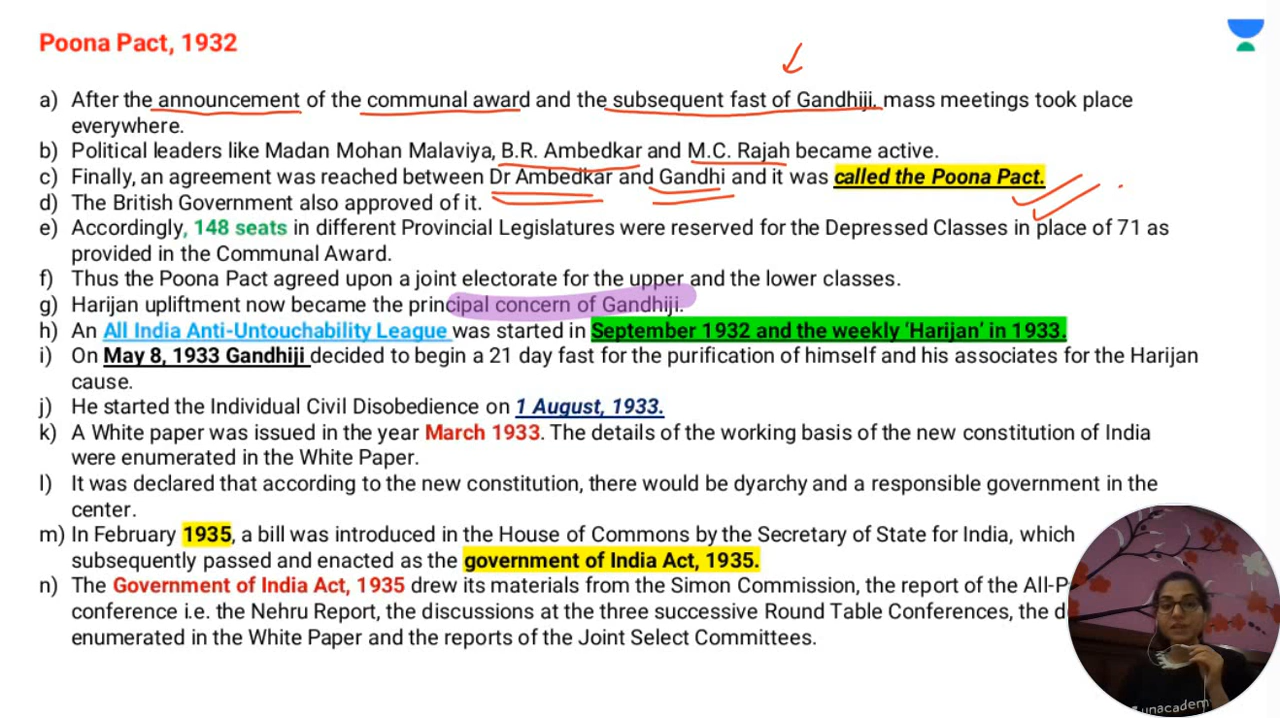 Poona Pact, 1932
a) After the announcement of the communal award and the subsequent fast of Gandhiji, mass meetings took place
everywhere.
b) Political leaders like Madan Mohan Malaviya, B.R. Ambedkar and M.C. Rajah became active.
c) Finally, an agreement was reached between Dr Ambedkar and Gandhi and it was called the Poona Pact.
d) The British Government also approved of it.
e) Accordingly, 148 seats in different Provincial Legislatures were reserved for the Depressed Classes in place of 71 as
provided in the Communal Award.
f) Thus the Poona Pact agreed upon a joint electorate for the upper and the lower classes.
g) Harijan upliftment now became the principal concern of Gandhiji.
h) An All India Anti-Untouchability League was started in September 1932 and the weekly ‘Harijan’ in 1933.
i) On May 8, 1933 Gandhiji decided to begin a 21 day fast for the purification of himself and his associates for the Harijan
cause.
j) He started the Individual Civil Disobedience on 1 August, 1933.
k) A White paper was issued in the year March 1933. The details of the working basis of the new constitution of India
were enumerated in the White Paper.
l) It was declared that according to the new constitution, there would be dyarchy and a responsible government in the
center.
m) In February 1935, a bill was introduced in the House of Commons by the Secretary of State for India, which
subsequently passed and enacted as the government of India Act, 1935.
n) The Government of India Act, 1935 drew its materials from the Simon Commission, the report of the All-P
conference i.e. the Nehru Report, the discussions at the three successive Round Table Conferences, the d
enumerated in the White Paper and the reports of the Joint Select Committees.
unacadem